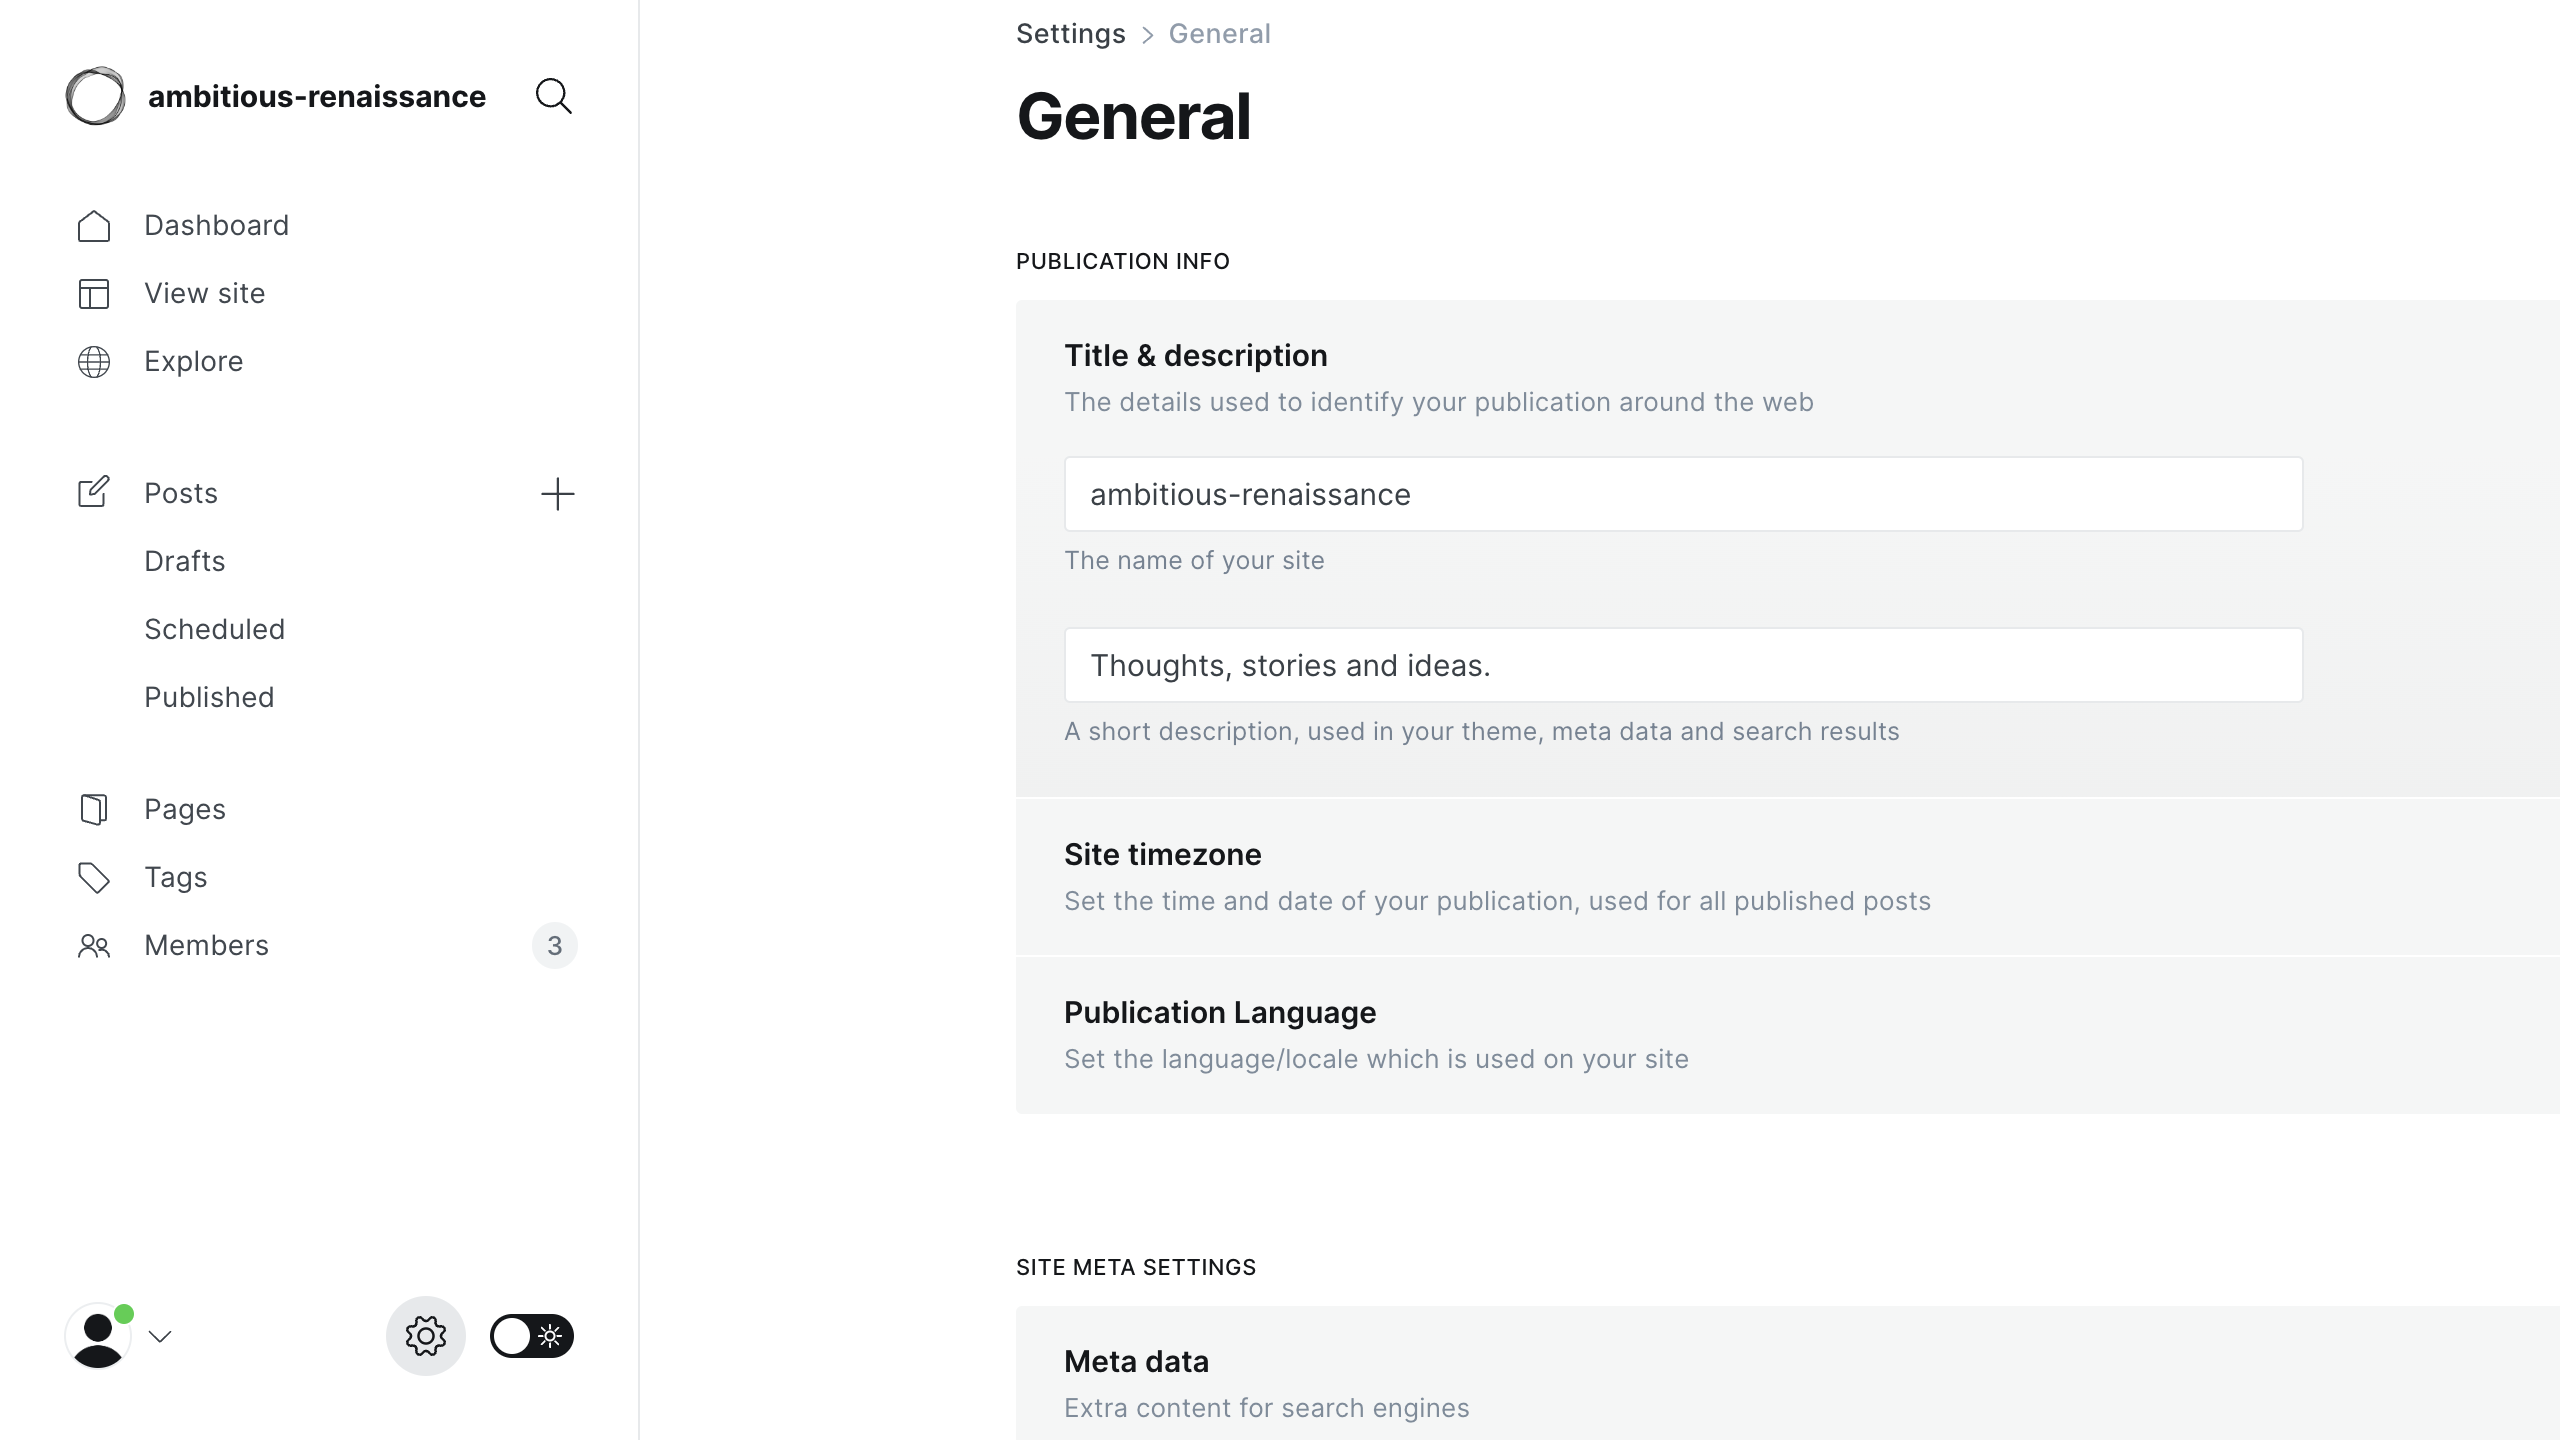 ambitious-renaissance
Dashboard
View site
Explore
Posts
Drafts
Scheduled
Published
Pages
Tags
Members
3
Settings
General
General
PUBLICATION INFO
Title & description
The details used to identify your publication around the web
ambitious-renaissance
The name of your site
Thoughts, stories and ideas.
A short description, used in your theme, meta data and search results
Site timezone
Set the time and date of your publication, used for all published posts
Publication Language
Set the language/locale which is used on your site
SITE META SETTINGS
Meta data
Extra content for search engines